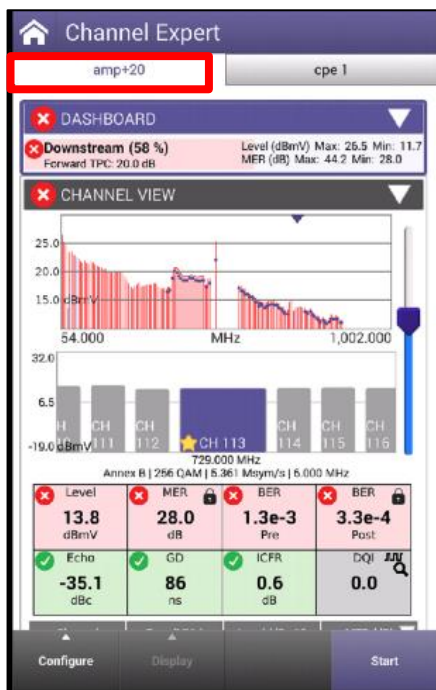 Channel Expert
amp+20 cpe 1
DASHBOARD
Downstream (58 %) Level (dBmV) Max: 26.5 Min: 11.7
Forward TPC: 20.0 dB MER (dB) Max: 44.2 Min: 28.0
CHANNEL VIEW
25.0
20.0
15.0 dBmV
54.000 MHz 1,002.000
32.0
6.5
CH CH CH CH CH
-19.0 dBmV 111 112 CH 113 114 115 116
729.000 MHz
Annex B | 256 QAM | 5.361 Msym/s | 6.000 MHz
Level MER BER BER
13.8 28.0 1.3e-3 3.3e-4
dBmV dB Pre Post
Echo GD ICFR DQI
-35.1 86 0.6 0.0
dBc ns dB
Configure Display Start